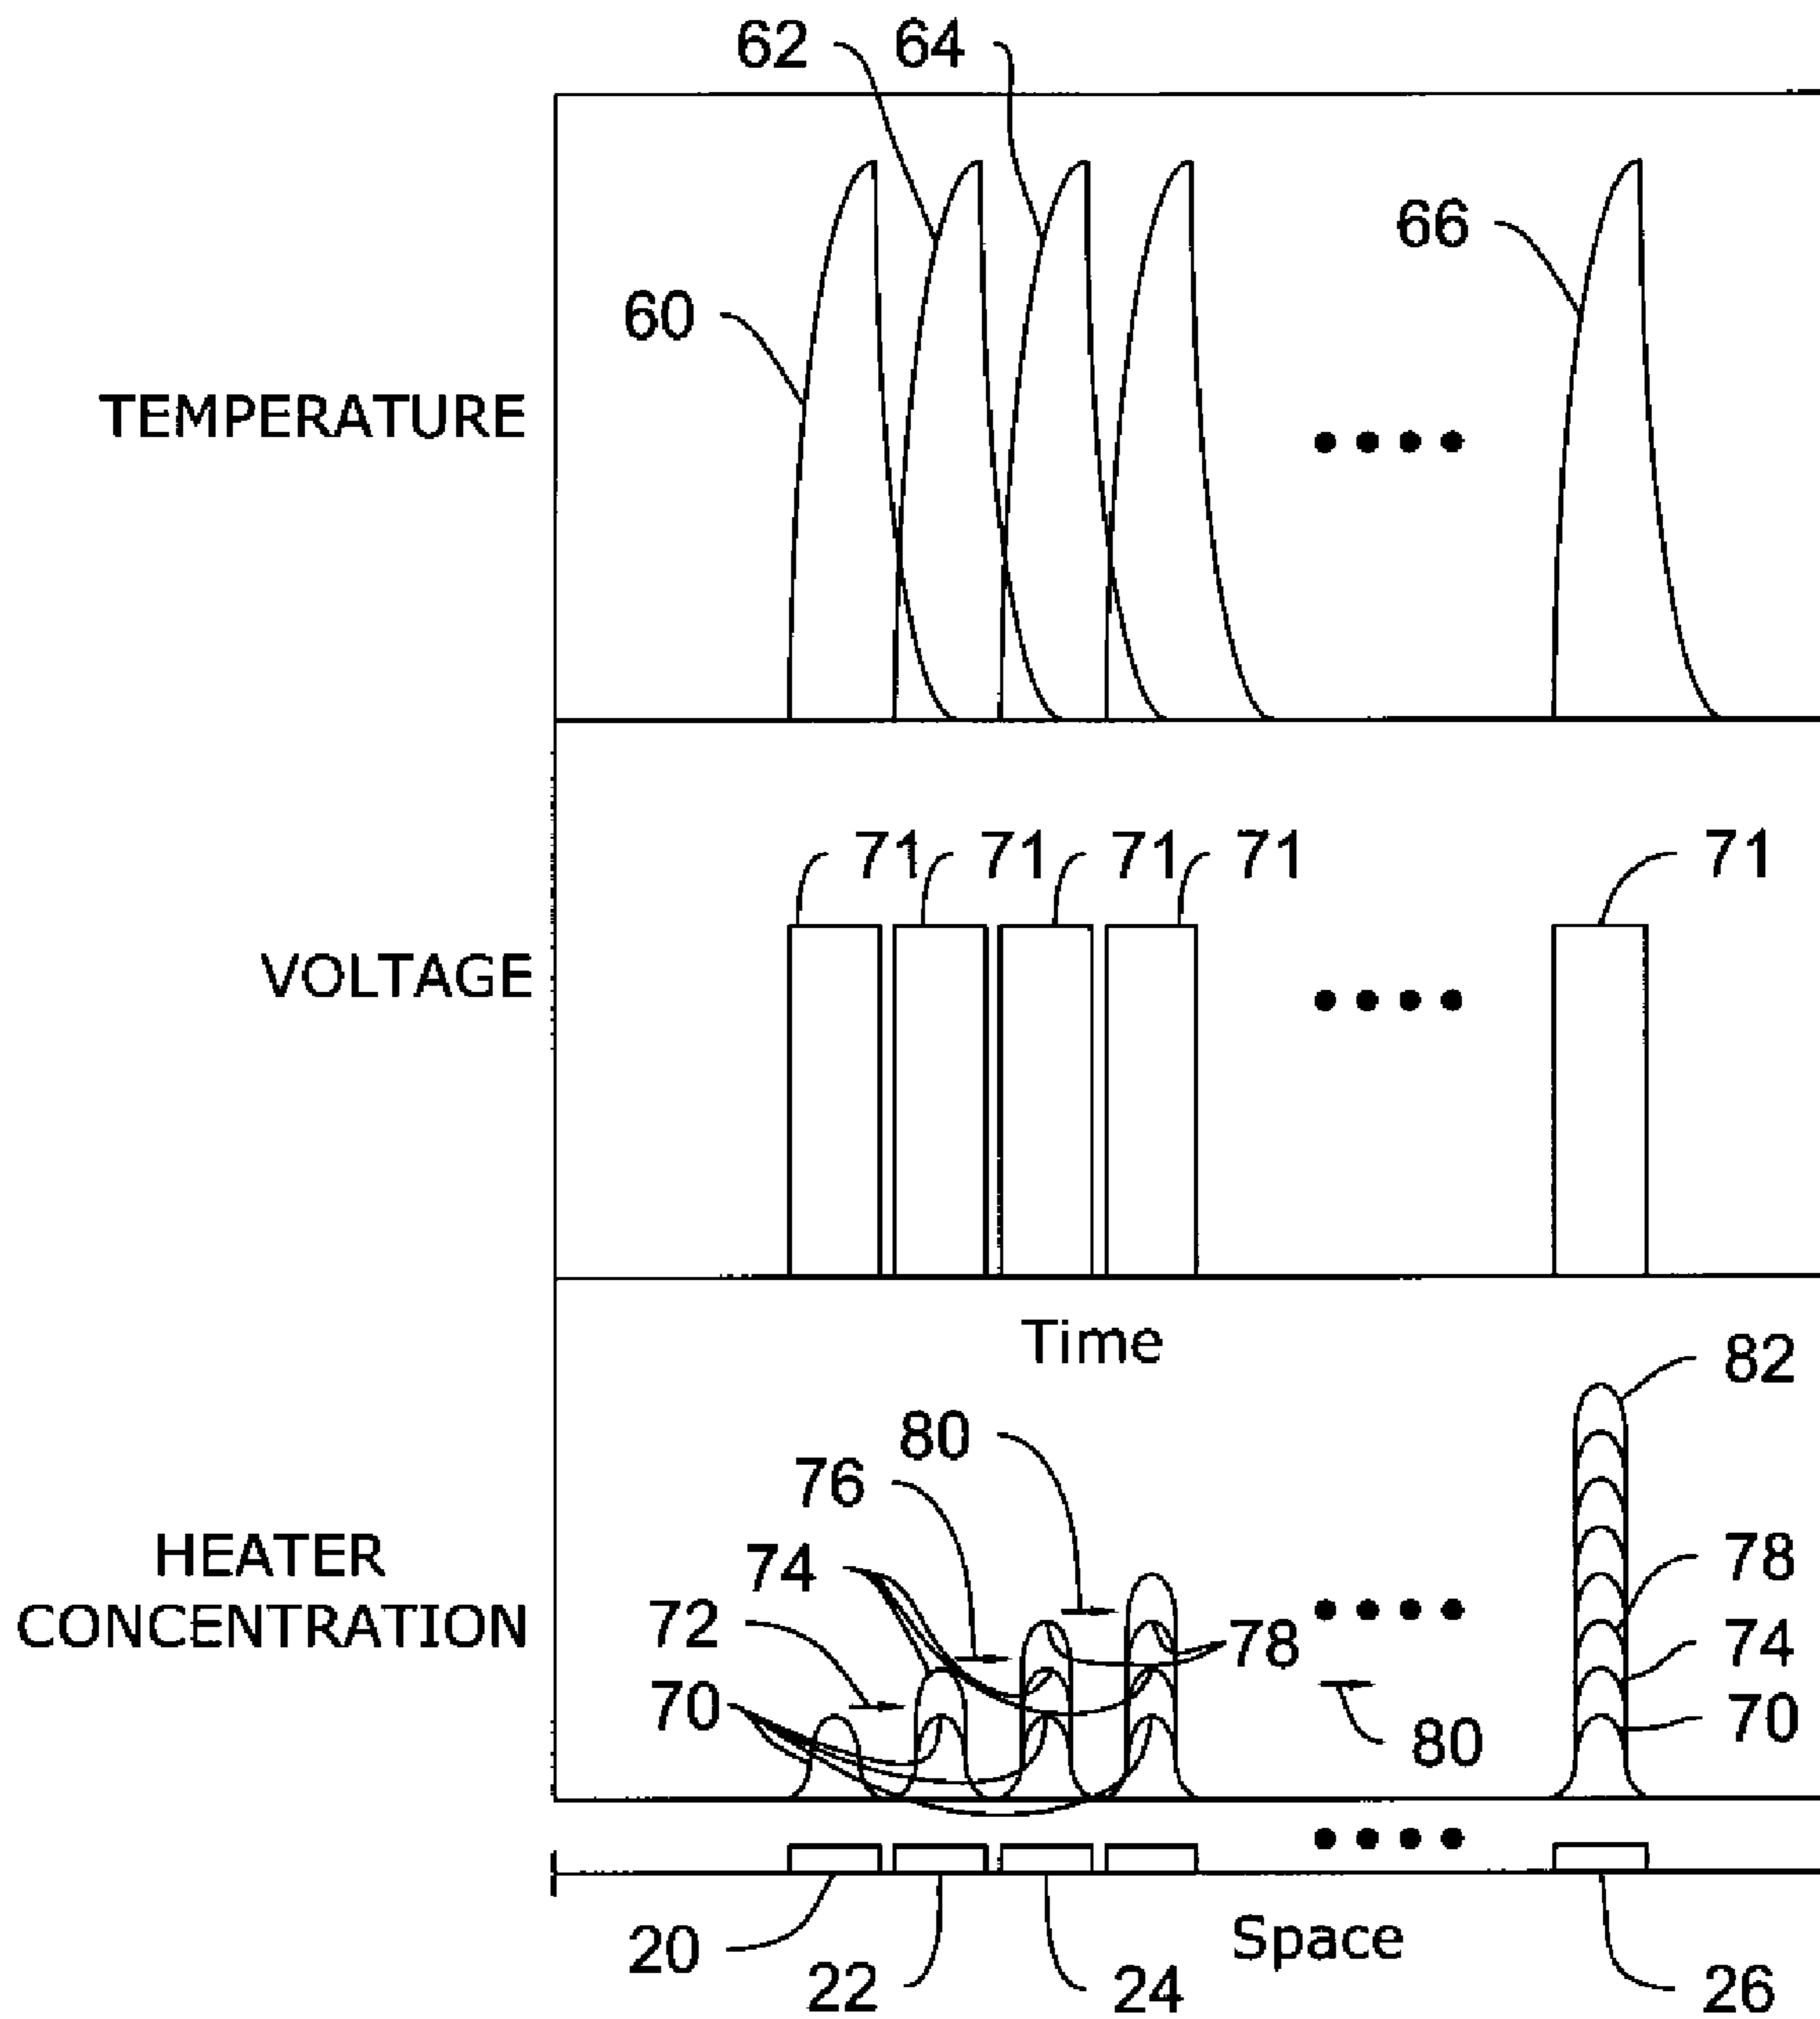 62 64
66
60
TEMPERATURE
71 71 71 71 71
VOLTAGE
Time
82
80
76
HEATER
CONCENTRATION
74
78
72
78
74
70
70
80
20
Space
22
24
26